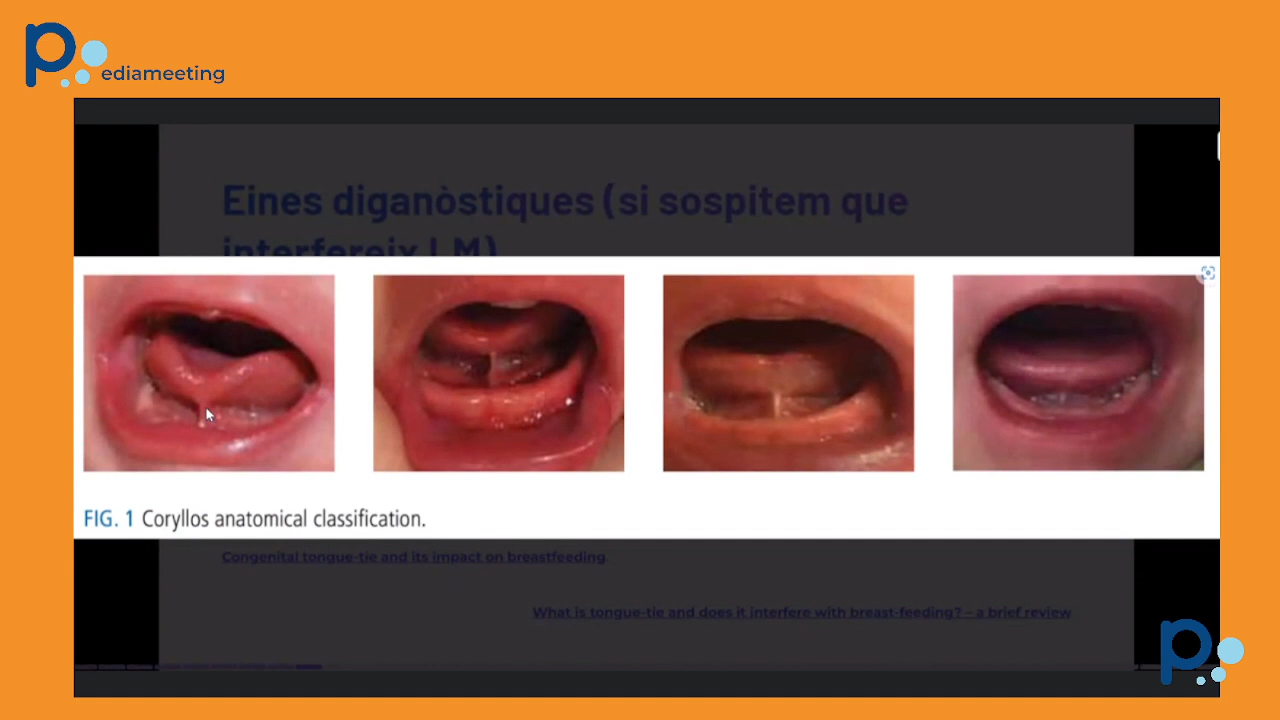 pediameeting
Eines diganòstiques (si sospitem que
interfereix LM)
FIG. 1 Coryllos anatomical classification.
Congenital tongue-tie and its impact on breastfeeding
What is tongue-tie and does it interfere with breast-feeding? – a brief review
p